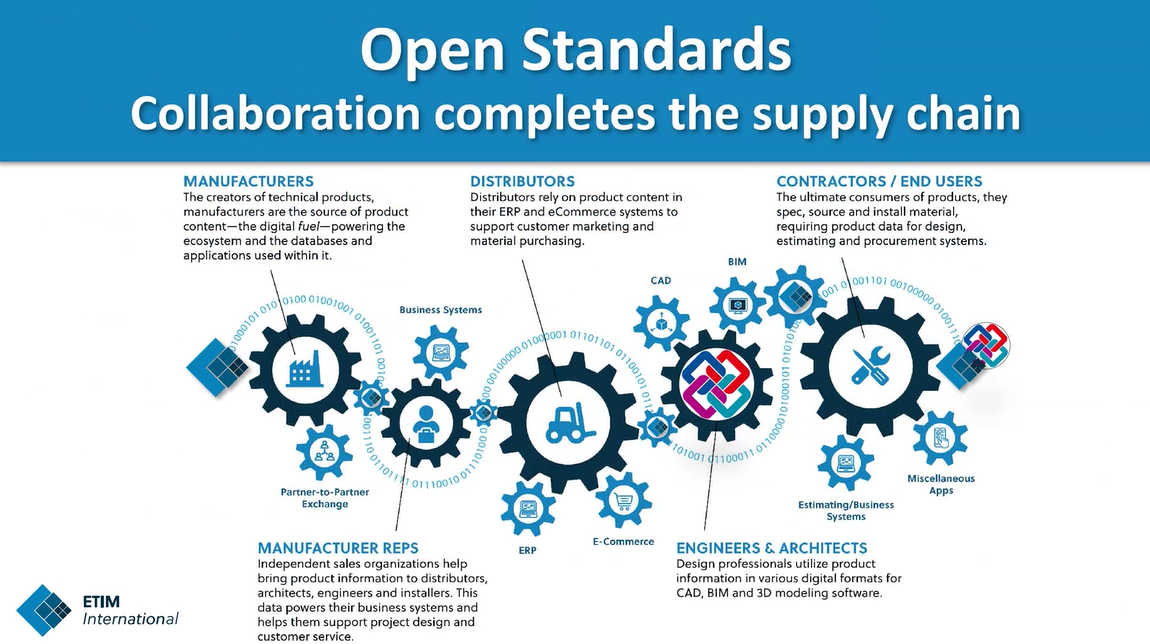 Open Standards
Collaboration completes the supply chain
MANUFACTURERS
The creators of technical products,
manufacturers are the source of product
content—the digital fuel—powering the
ecosystem and the databases and
applications used within it.
DISTRIBUTORS
Distributors rely on product content in
their ERP and eCommerce systems to
support customer marketing and
material purchasing.
CONTRACTORS / END USERS
The ultimate consumers of products, they
spec, source and install material,
requiring product data for design,
estimating and procurement systems.
Business Systems
CAD
BIM
Partner-to-Partner
Exchange
ERP
E-Commerce
Estimating/Business
Systems
Miscellaneous
Apps
MANUFACTURER REPS
Independent sales organizations help
bring product information to distributors,
architects, engineers and installers. This
data powers their business systems and
helps them support project design and
customer service.
ENGINEERS & ARCHITECTS
Design professionals utilize product
information in various digital formats for
CAD, BIM and 3D modeling software.
ETIM
International